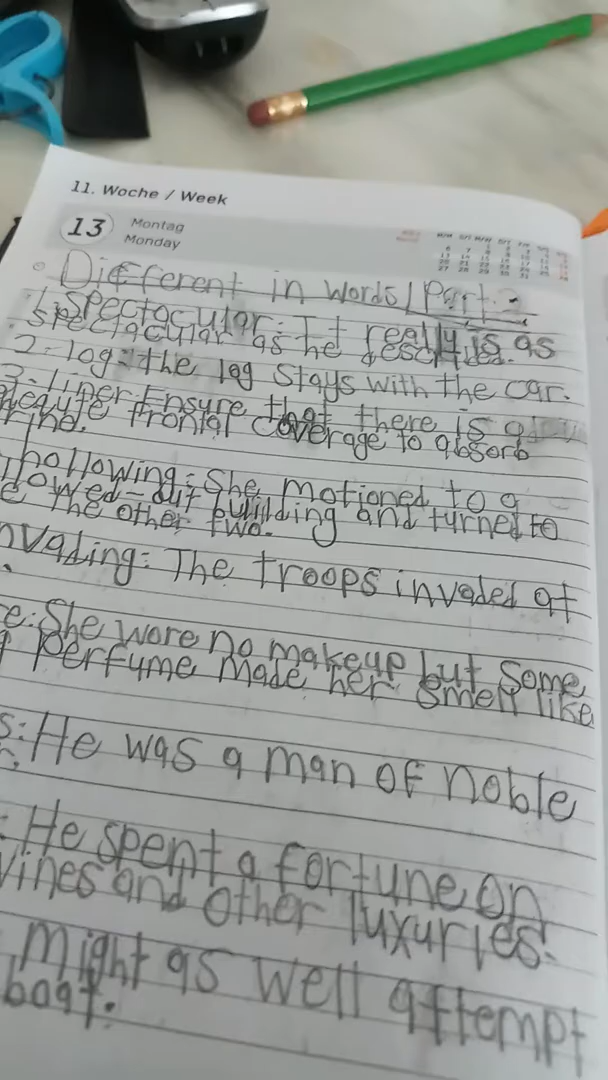 11. Woche / Week
13 Montag
Monday
Different in words/Part 2
1-Spectacular: It really is as
spectacular as he described.
2-log: the log stays with the car.
3-liner: Ensure that there is
frontal coverage to absorb
hollowing: She motioned to a
out building and turned to
the other two.
nvading: The troops invaded at
e: She wore no makeup but some
perfume made her smell like
s: He was a man of noble
: He spent a fortune on
vines and other luxuries.
might as well attempt
boat.